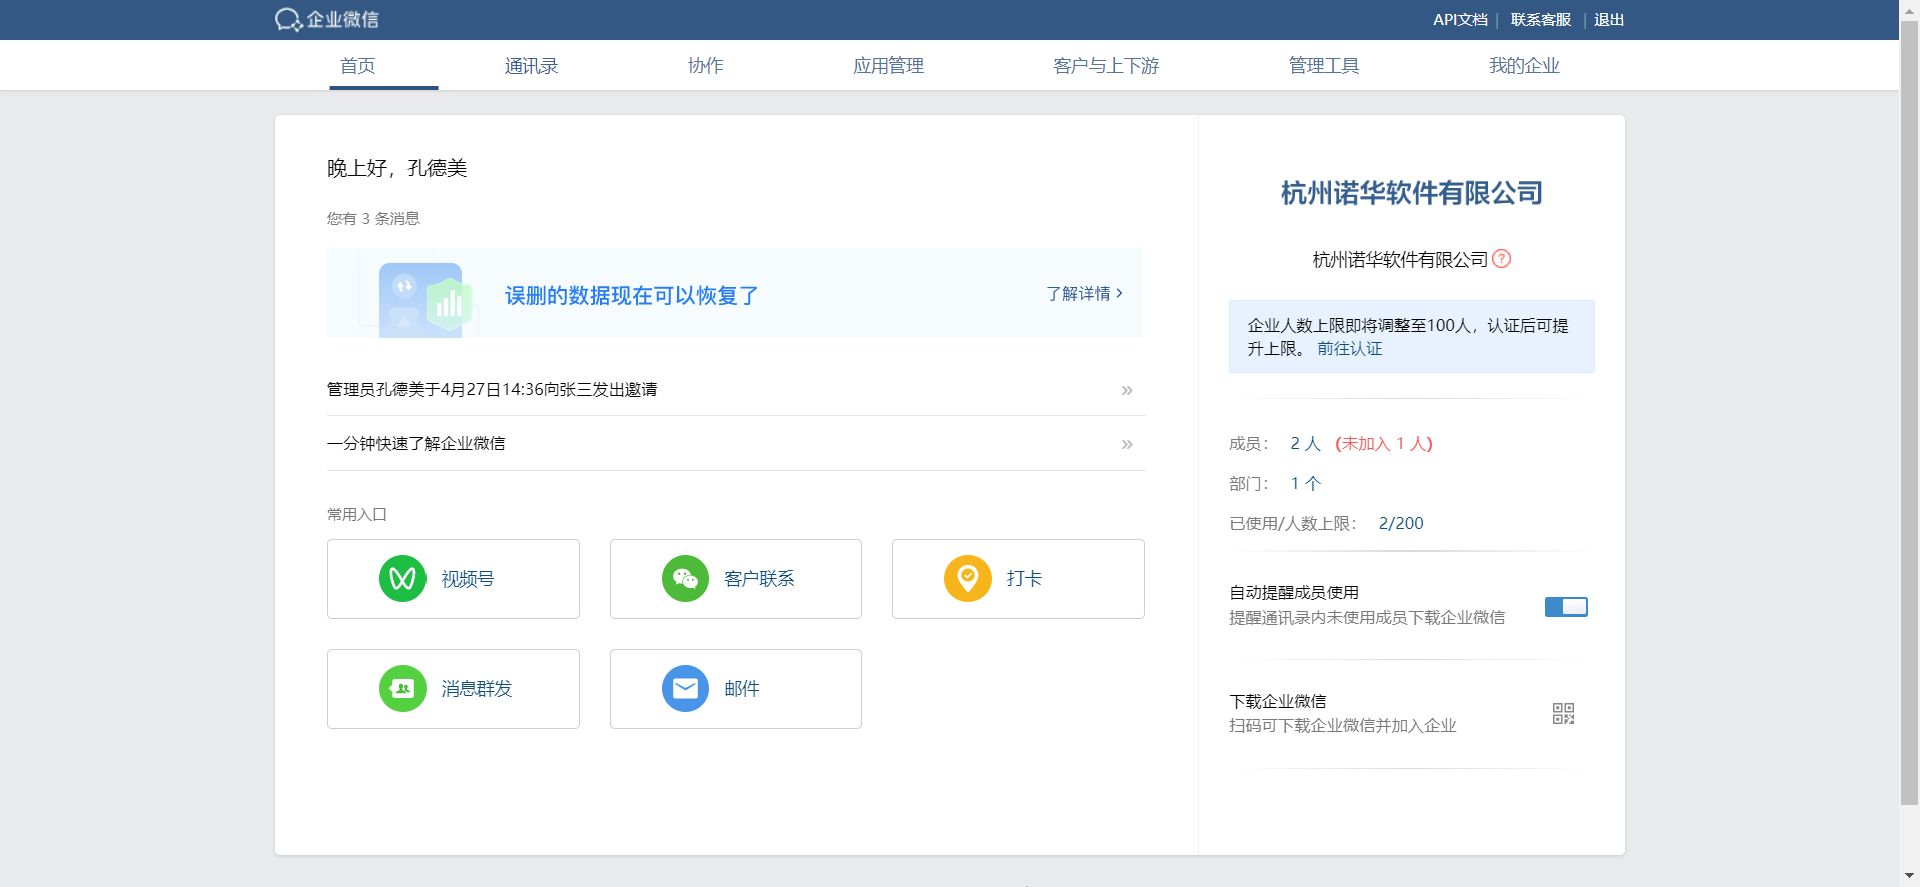 企业微信
API文档 | 联系客服 | 退出
首页 通讯录 协作 应用管理 客户与上下游 管理工具 我的企业
晚上好，孔德美
您有 3 条消息
误删的数据现在可以恢复了
了解详情 >
管理员孔德美于4月27日14:36向张三发出邀请 »
一分钟快速了解企业微信 »
常用入口
视频号 客户联系 打卡
消息群发 邮件
杭州诺华软件有限公司
杭州诺华软件有限公司 ?
企业人数上限即将调整至100人，认证后可提
升上限。 前往认证
成员： 2 人 (未加入 1 人)
部门： 1 个
已使用/人数上限： 2/200
自动提醒成员使用
提醒通讯录内未使用成员下载企业微信
下载企业微信
扫码可下载企业微信并加入企业